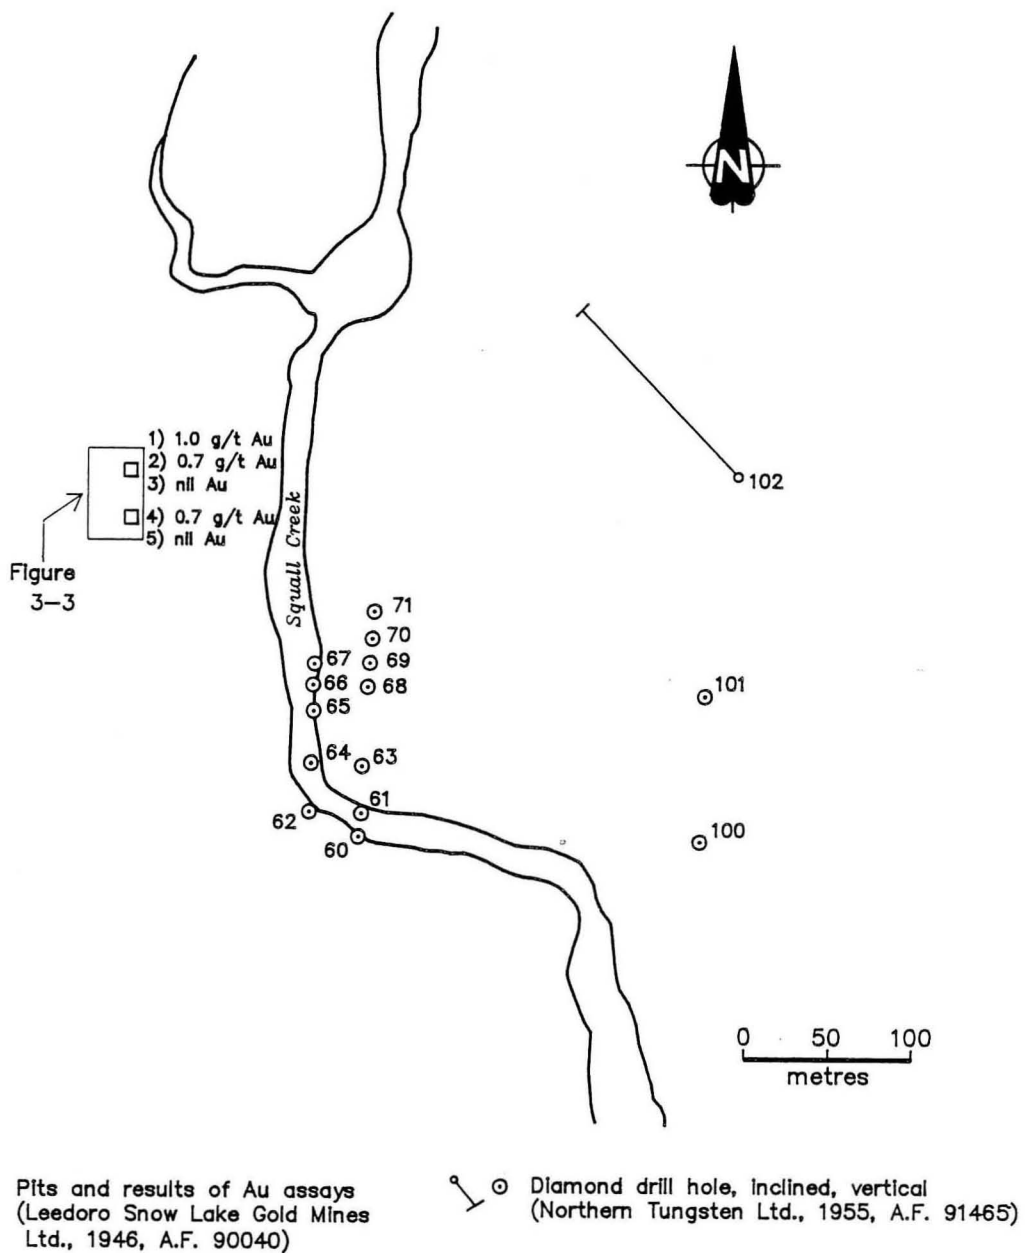 N
1) 1.0 g/t Au
2) 0.7 g/t Au
3) nil Au
4) 0.7 g/t Au
5) nil Au
Figure
3-3
Squall Creek
102
71
70
67
69
66
68
65
101
64
63
61
62
60
100
0 50 100
metres
Pits and results of Au assays
(Leedoro Snow Lake Gold Mines
Ltd., 1946, A.F. 90040)
Diamond drill hole, inclined, vertical
(Northern Tungsten Ltd., 1955, A.F. 91465)